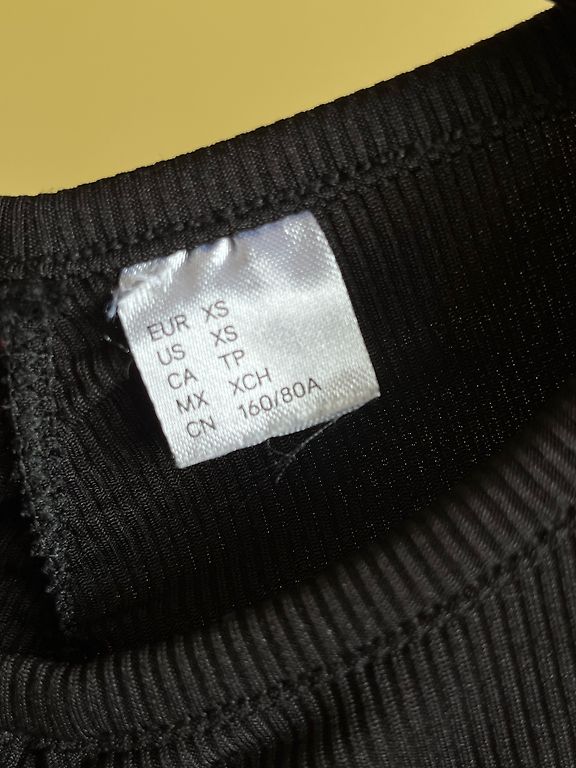 EUR XS
US XS
CA TP
MX XCH
CN 160/80A